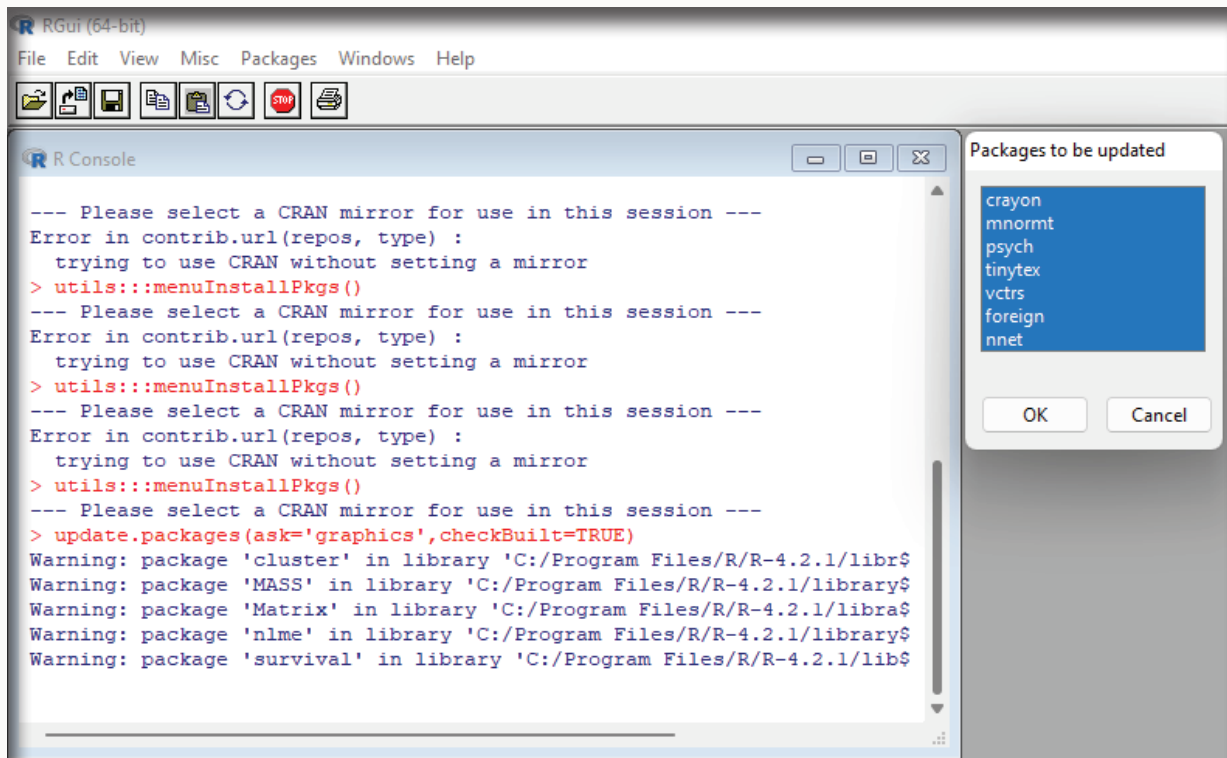 RGui (64-bit)
File Edit View Misc Packages Windows Help
STOP
R Console
--- Please select a CRAN mirror for use in this session ---
Error in contrib.url(repos, type) :
  trying to use CRAN without setting a mirror
> utils:::menuInstallPkgs()
--- Please select a CRAN mirror for use in this session ---
Error in contrib.url(repos, type) :
  trying to use CRAN without setting a mirror
> utils:::menuInstallPkgs()
--- Please select a CRAN mirror for use in this session ---
Error in contrib.url(repos, type) :
  trying to use CRAN without setting a mirror
> utils:::menuInstallPkgs()
--- Please select a CRAN mirror for use in this session ---
> update.packages(ask='graphics',checkBuilt=TRUE)
Warning: package 'cluster' in library 'C:/Program Files/R/R-4.2.1/libr$
Warning: package 'MASS' in library 'C:/Program Files/R/R-4.2.1/library$
Warning: package 'Matrix' in library 'C:/Program Files/R/R-4.2.1/libra$
Warning: package 'nlme' in library 'C:/Program Files/R/R-4.2.1/library$
Warning: package 'survival' in library 'C:/Program Files/R/R-4.2.1/lib$
Packages to be updated
crayon
mnormt
psych
tinytex
vctrs
foreign
nnet
OK Cancel